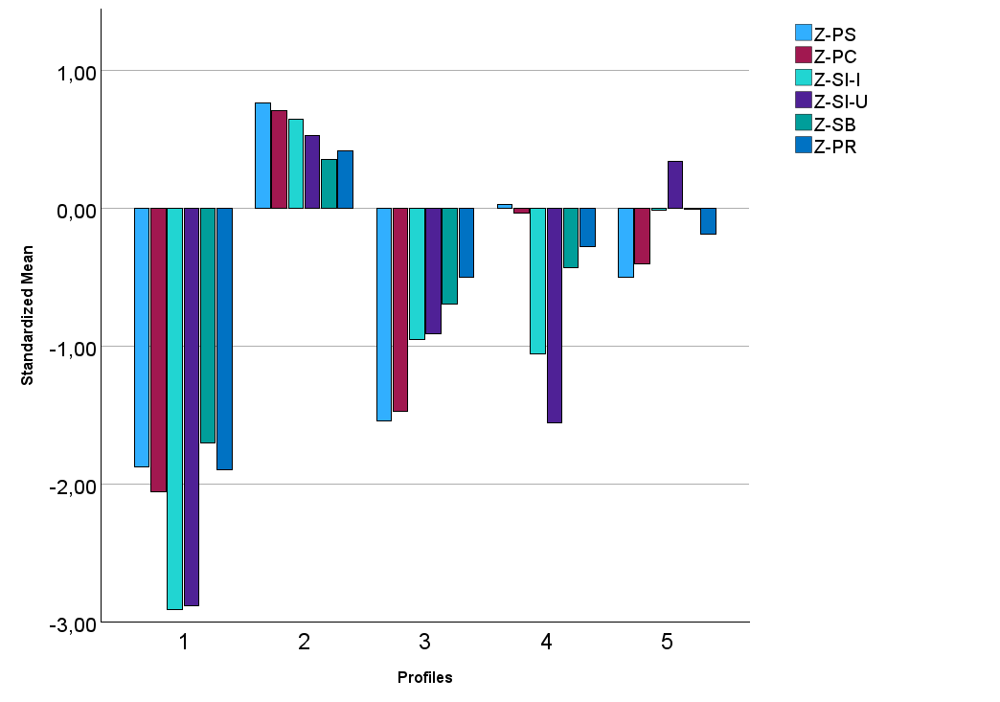 Z-PS
Z-PC
Z-SI-I
Z-SI-U
Z-SB
Z-PR
1,00
0,00
-1,00
-2,00
-3,00
Standardized Mean
1 2 3 4 5
Profiles